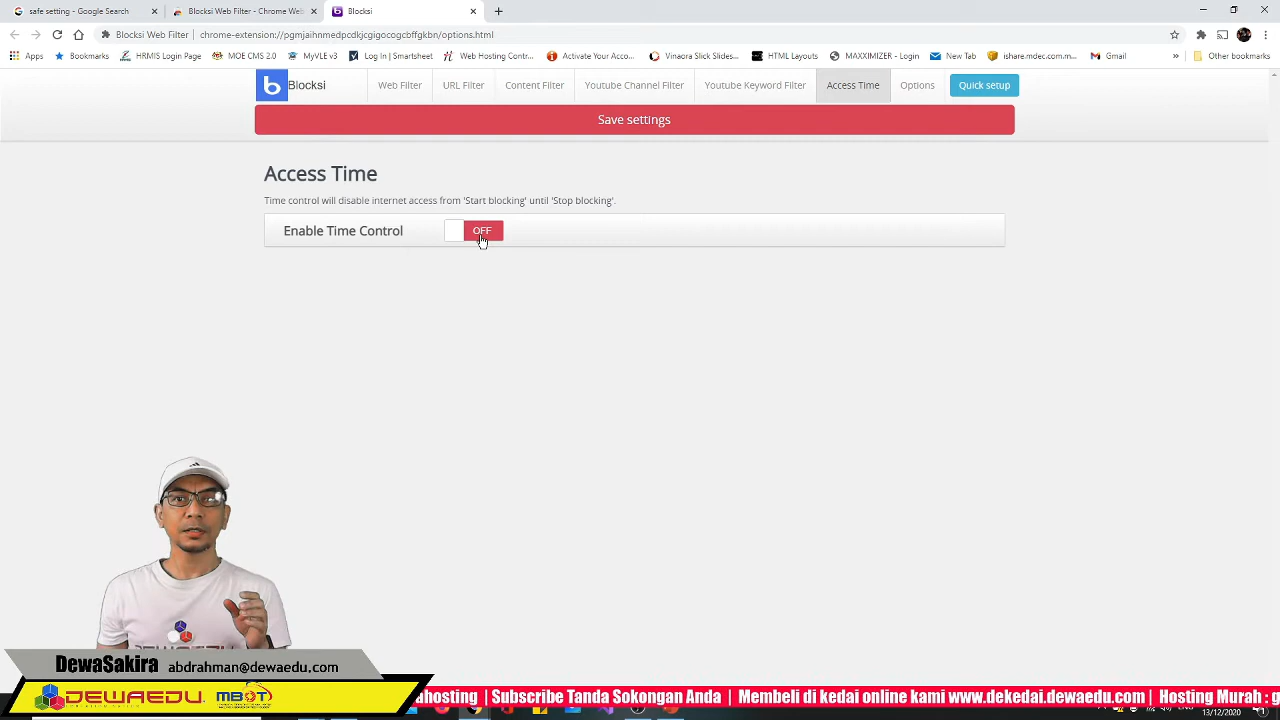 safe setting - Google Search
Blocksi Web Filter - Chrome Web
Blocksi
Blocksi Web Filter | chrome-extension://pgmjaihnmedpcdkjcgigocogcbffgkbn/options.html
Apps
Bookmarks
HRMIS Login Page
MOE CMS 2.0
MyVLE v3
Log In | Smartsheet
Web Hosting Contr...
Activate Your Acco...
Vinaora Slick Slides...
HTML Layouts
MAXXIMIZER - Login
New Tab
ishare.mdec.com.m...
Gmail
»
Other bookmarks
b Blocksi
Web Filter
URL Filter
Content Filter
Youtube Channel Filter
Youtube Keyword Filter
Access Time
Options
Quick setup
Save settings
Access Time
Time control will disable internet access from 'Start blocking' until 'Stop blocking'.
Enable Time Control
OFF
DewaSakira abdrahman@dewaedu.com
DEWAEDU
MBOT
hosting | Subscribe Tanda Sokongan Anda | Membeli di kedai online kami www.dekedai.dewaedu.com | Hosting Murah : g
13/12/2020